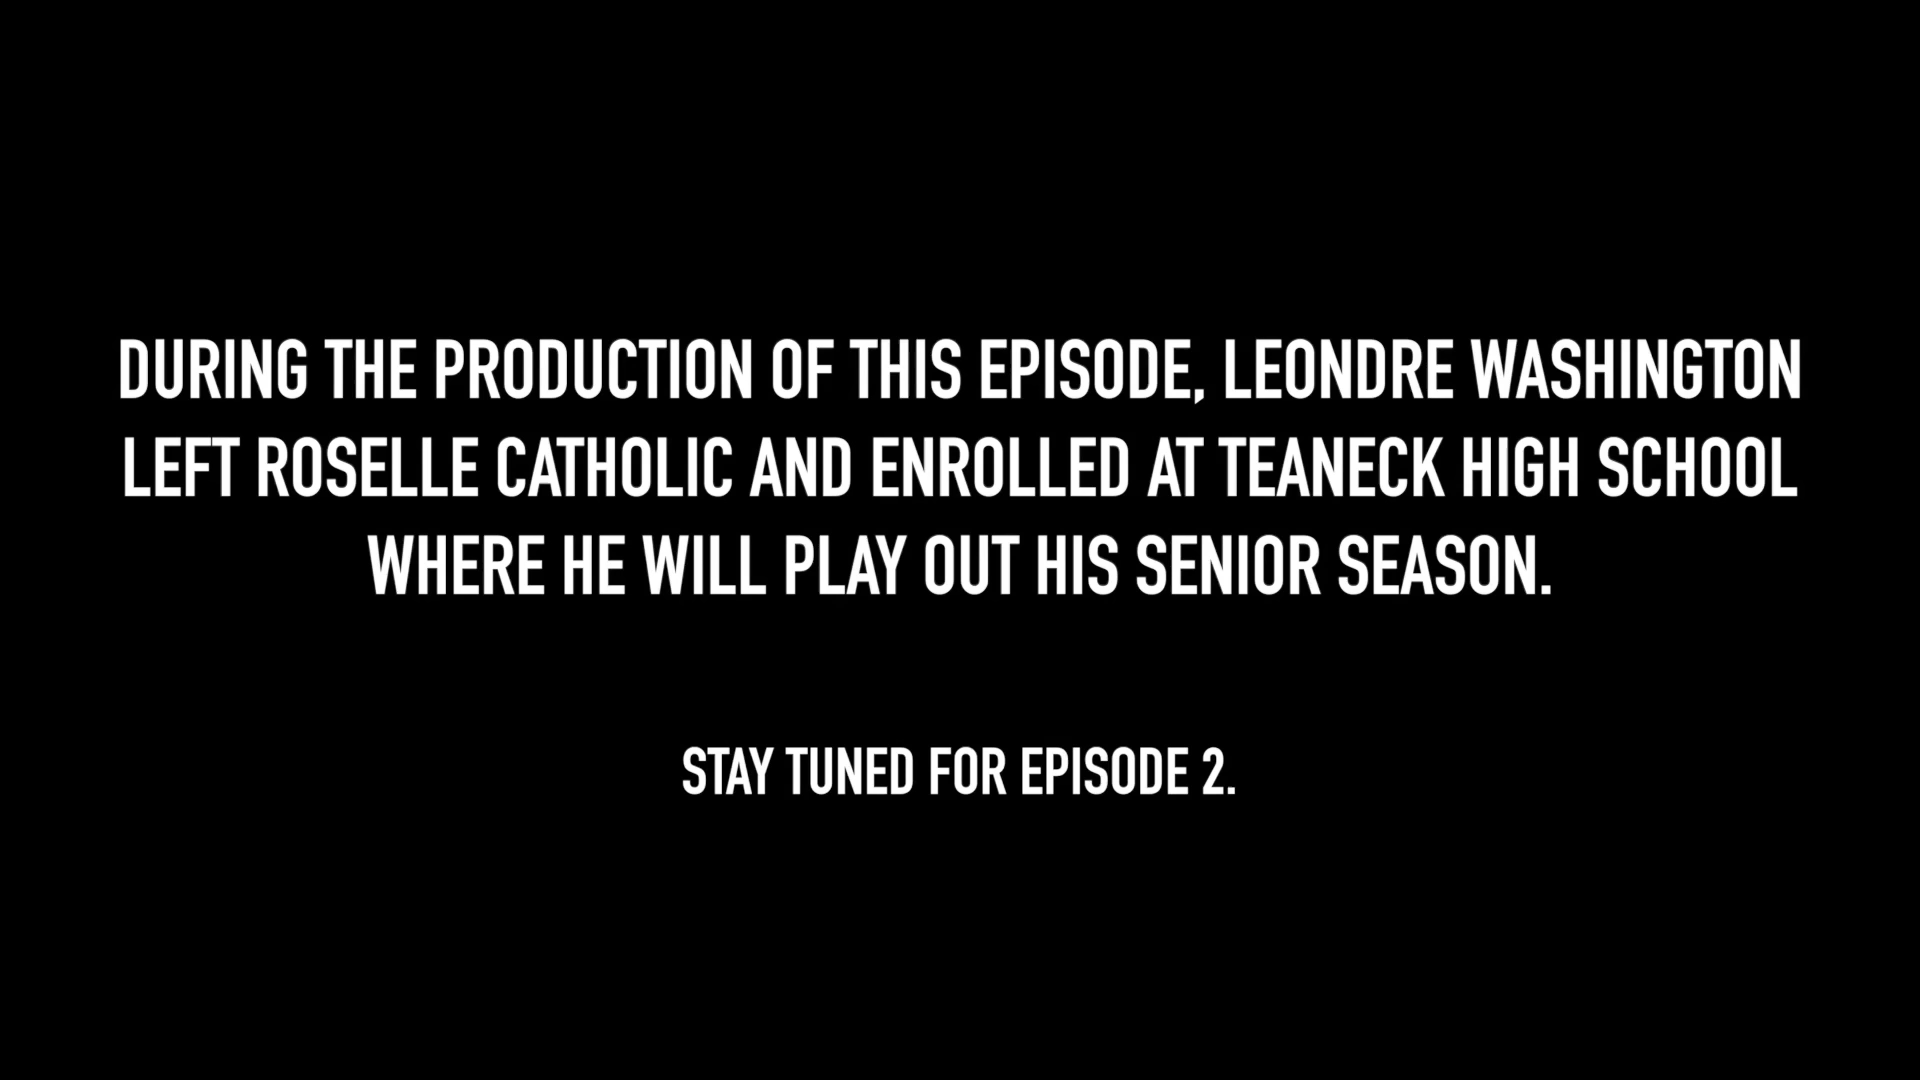 DURING THE PRODUCTION OF THIS EPISODE, LEONDRE WASHINGTON
LEFT ROSELLE CATHOLIC AND ENROLLED AT TEANECK HIGH SCHOOL
WHERE HE WILL PLAY OUT HIS SENIOR SEASON.
STAY TUNED FOR EPISODE 2.